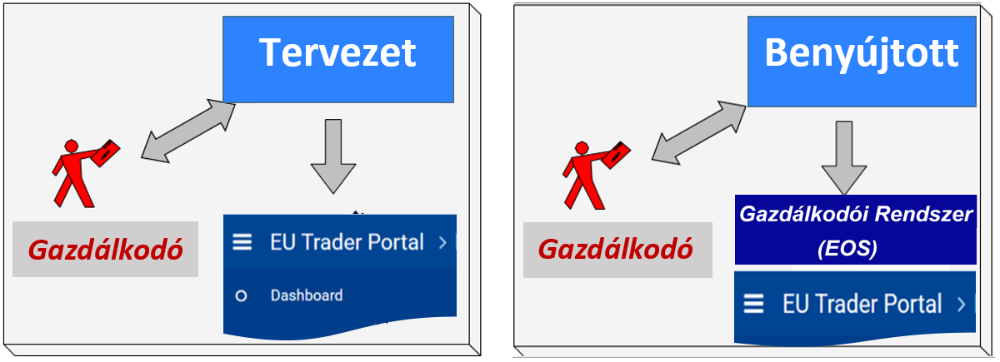 Tervezet
Gazdálkodó
EU Trader Portal >
Dashboard
Benyújtott
Gazdálkodó
Gazdálkodói Rendszer
(EOS)
EU Trader Portal >